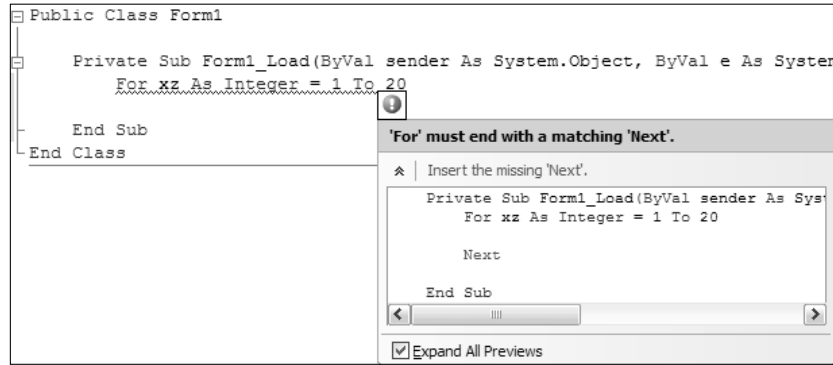 Public Class Form1
Private Sub Form1_Load(ByVal sender As System.Object, ByVal e As System
For xz As Integer = 1 To 20
End Sub
End Class
'For' must end with a matching 'Next'.
Insert the missing 'Next'.
Private Sub Form1_Load(ByVal sender As Sys
For xz As Integer = 1 To 20
Next
End Sub
Expand All Previews